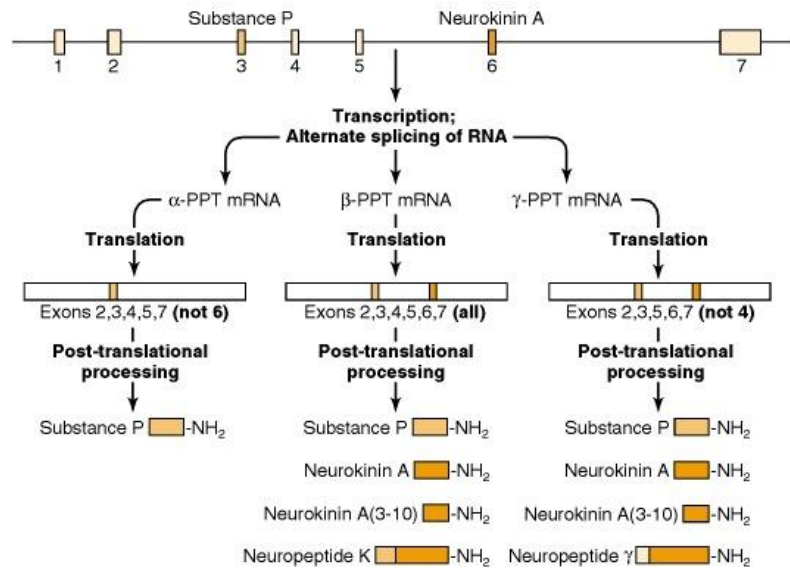 Substance P Neurokinin A
1 2 3 4 5 6 7
Transcription;
Alternate splicing of RNA
α-PPT mRNA β-PPT mRNA γ-PPT mRNA
Translation Translation Translation
Exons 2,3,4,5,7 (not 6) Exons 2,3,4,5,6,7 (all) Exons 2,3,5,6,7 (not 4)
Post-translational Post-translational Post-translational
processing processing processing
Substance P -NH2 Substance P -NH2 Substance P -NH2
Neurokinin A -NH2 Neurokinin A -NH2
Neurokinin A(3-10) -NH2 Neurokinin A(3-10) -NH2
Neuropeptide K -NH2 Neuropeptide γ -NH2